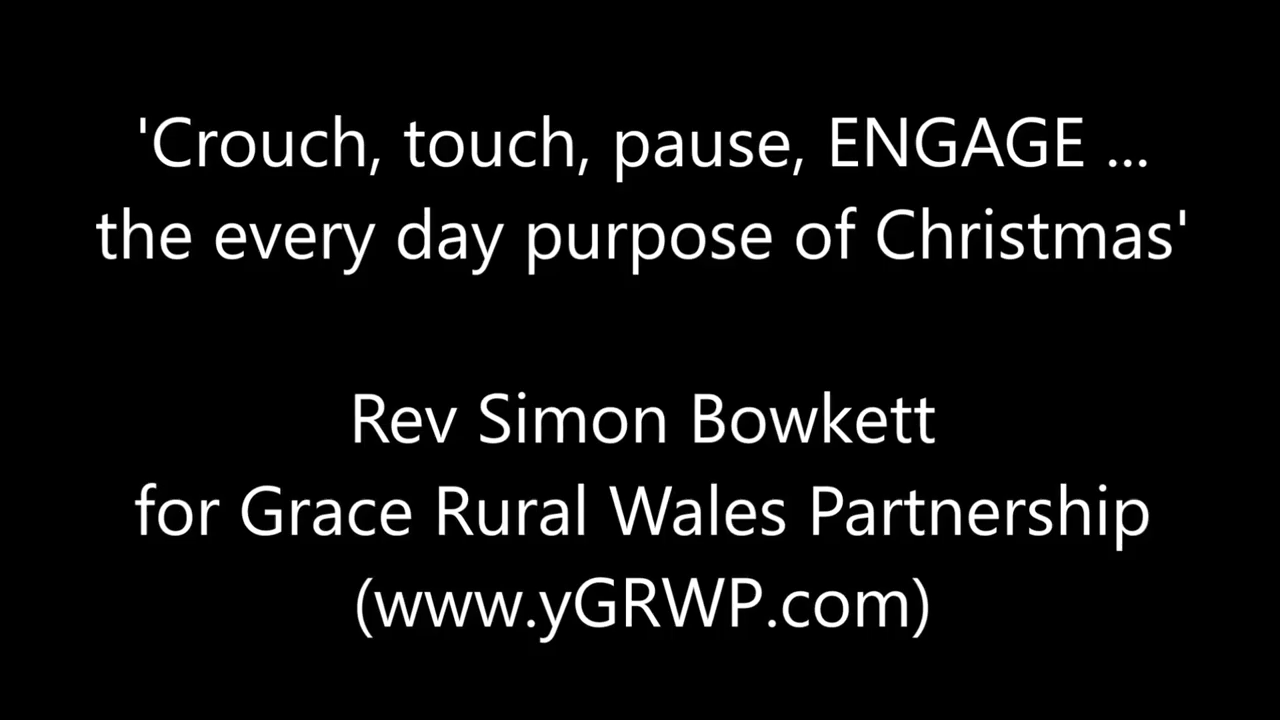 'Crouch, touch, pause, ENGAGE ...
the every day purpose of Christmas'
Rev Simon Bowkett
for Grace Rural Wales Partnership
(www.yGRWP.com)